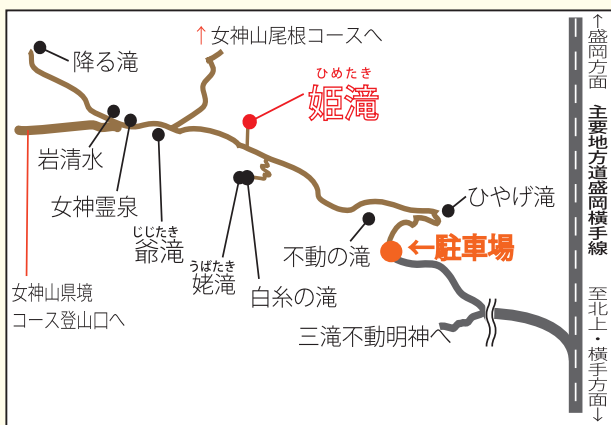 ↑女神山尾根コースへ
降る滝
ひめたき
姫滝
岩清水
女神霊泉
じじたき
爺滝
うばたき
姥滝
白糸の滝
不動の滝
ひやげ滝
←駐車場
女神山県境
コース登山口へ
三滝不動明神へ
↑盛岡方面
主要地方道盛岡横手線
至北上・横手方面↓